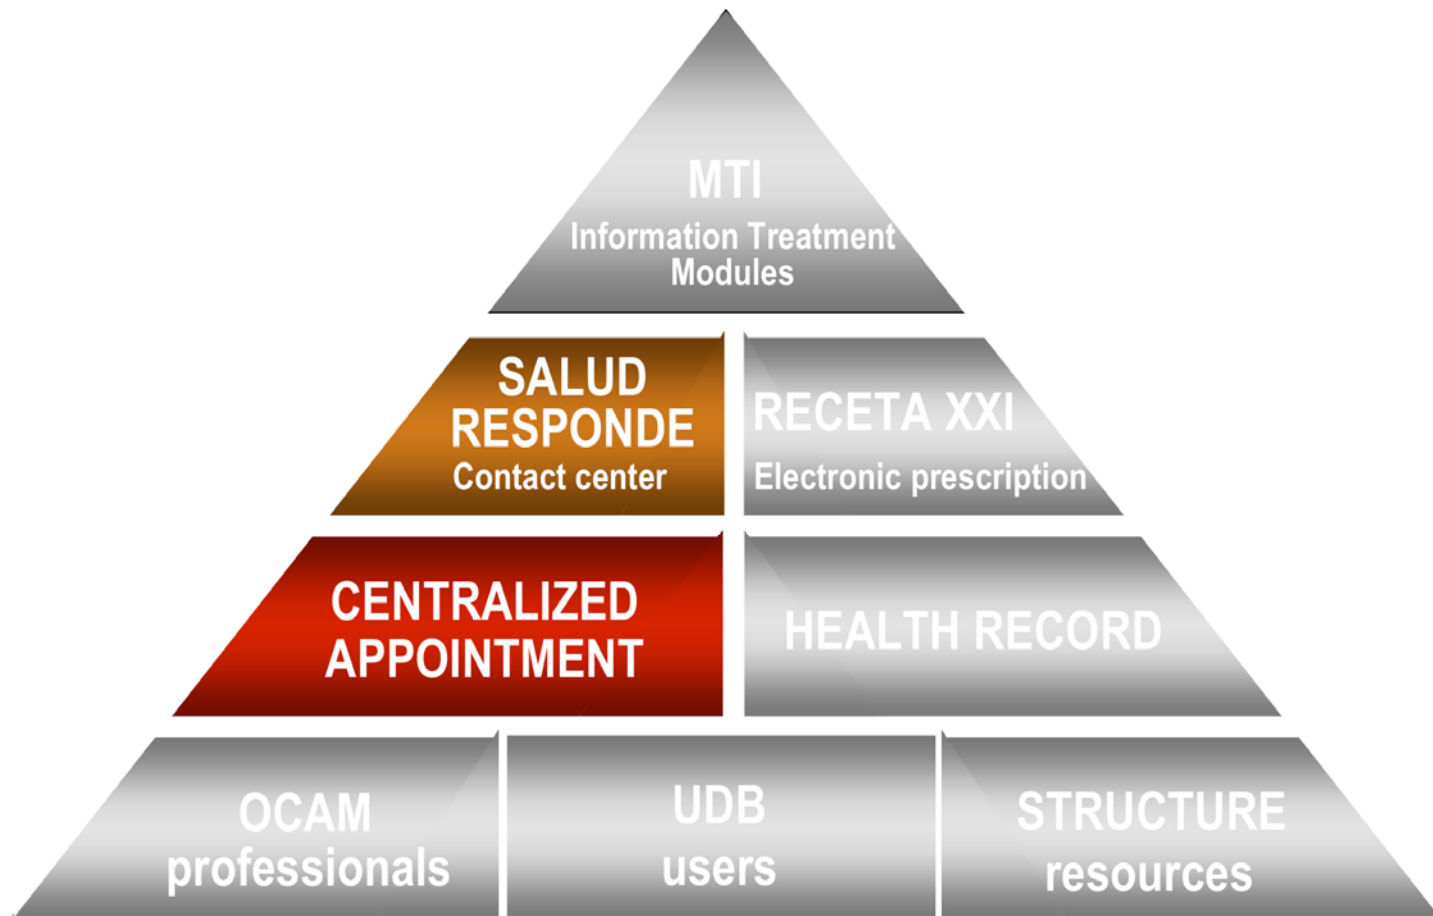 MTI
Information Treatment
Modules
SALUD
RESPONDE
Contact center
RECETA XXI
Electronic prescription
CENTRALIZED
APPOINTMENT
HEALTH RECORD
OCAM
professionals
UDB
users
STRUCTURE
resources